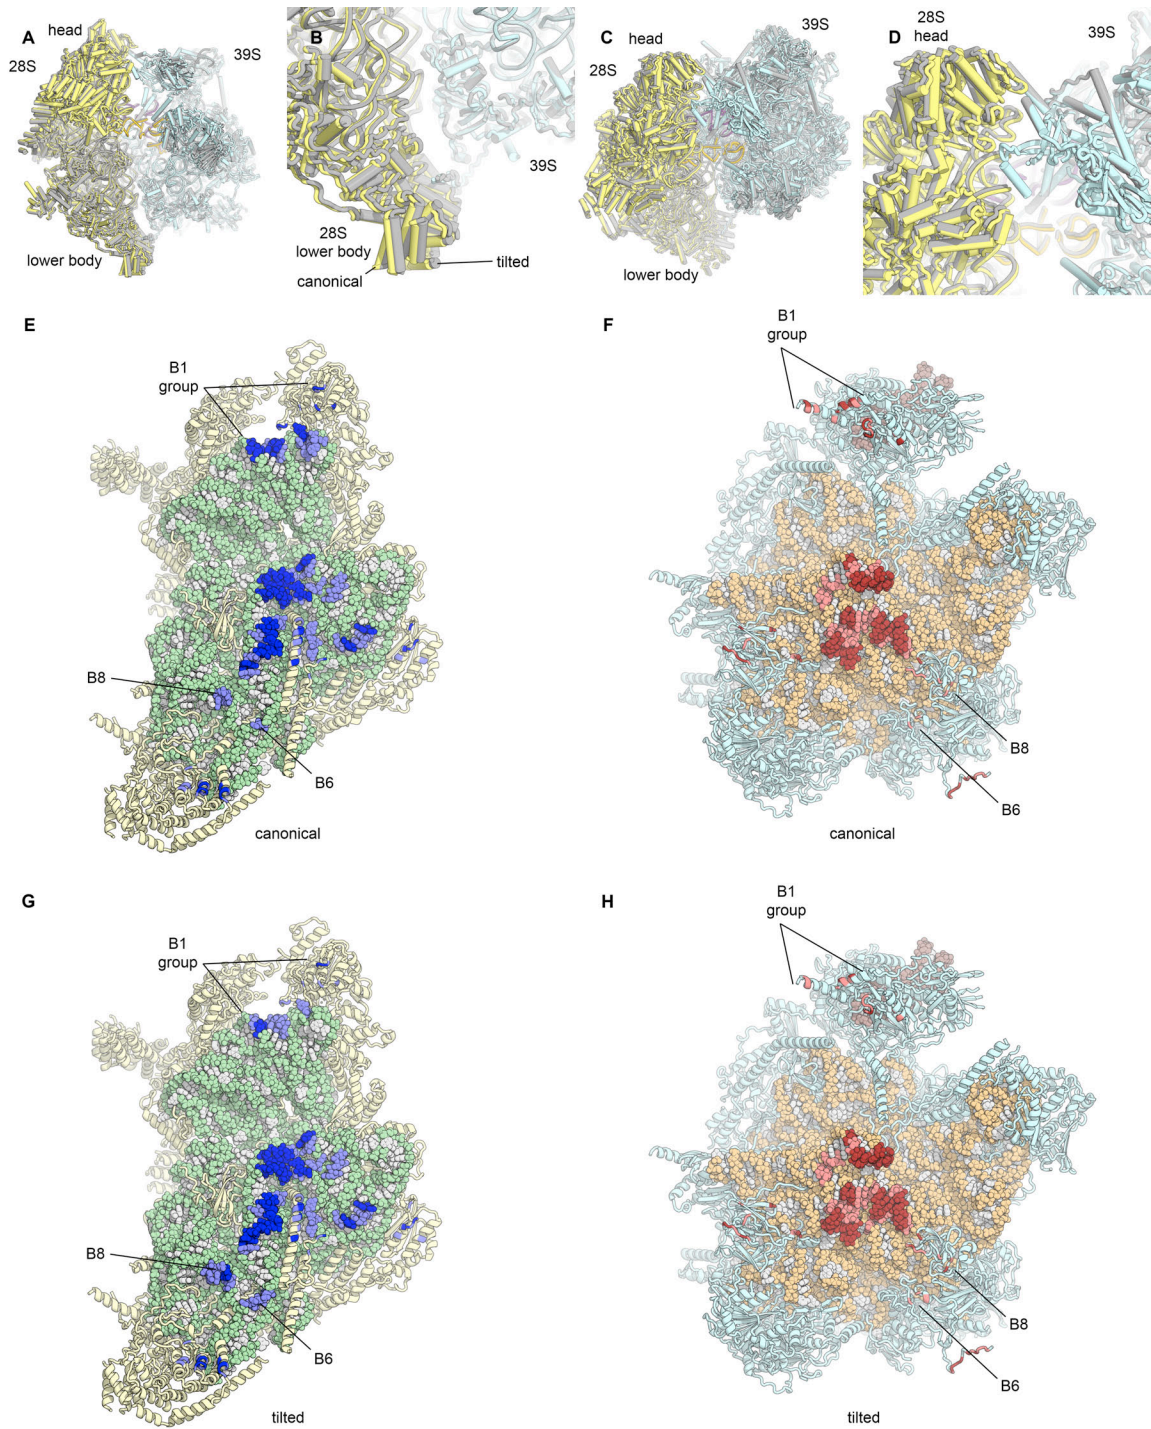 A
head
28S
39S
lower body
B
39S
39S
28S
lower body
canonical
tilted
C
head
28S
39S
lower body
D
28S
head
39S
E
B1
group
B8
B6
canonical
F
B1
group
B8
B6
canonical
G
B1
group
B8
B6
tilted
H
B1
group
B8
B6
tilted